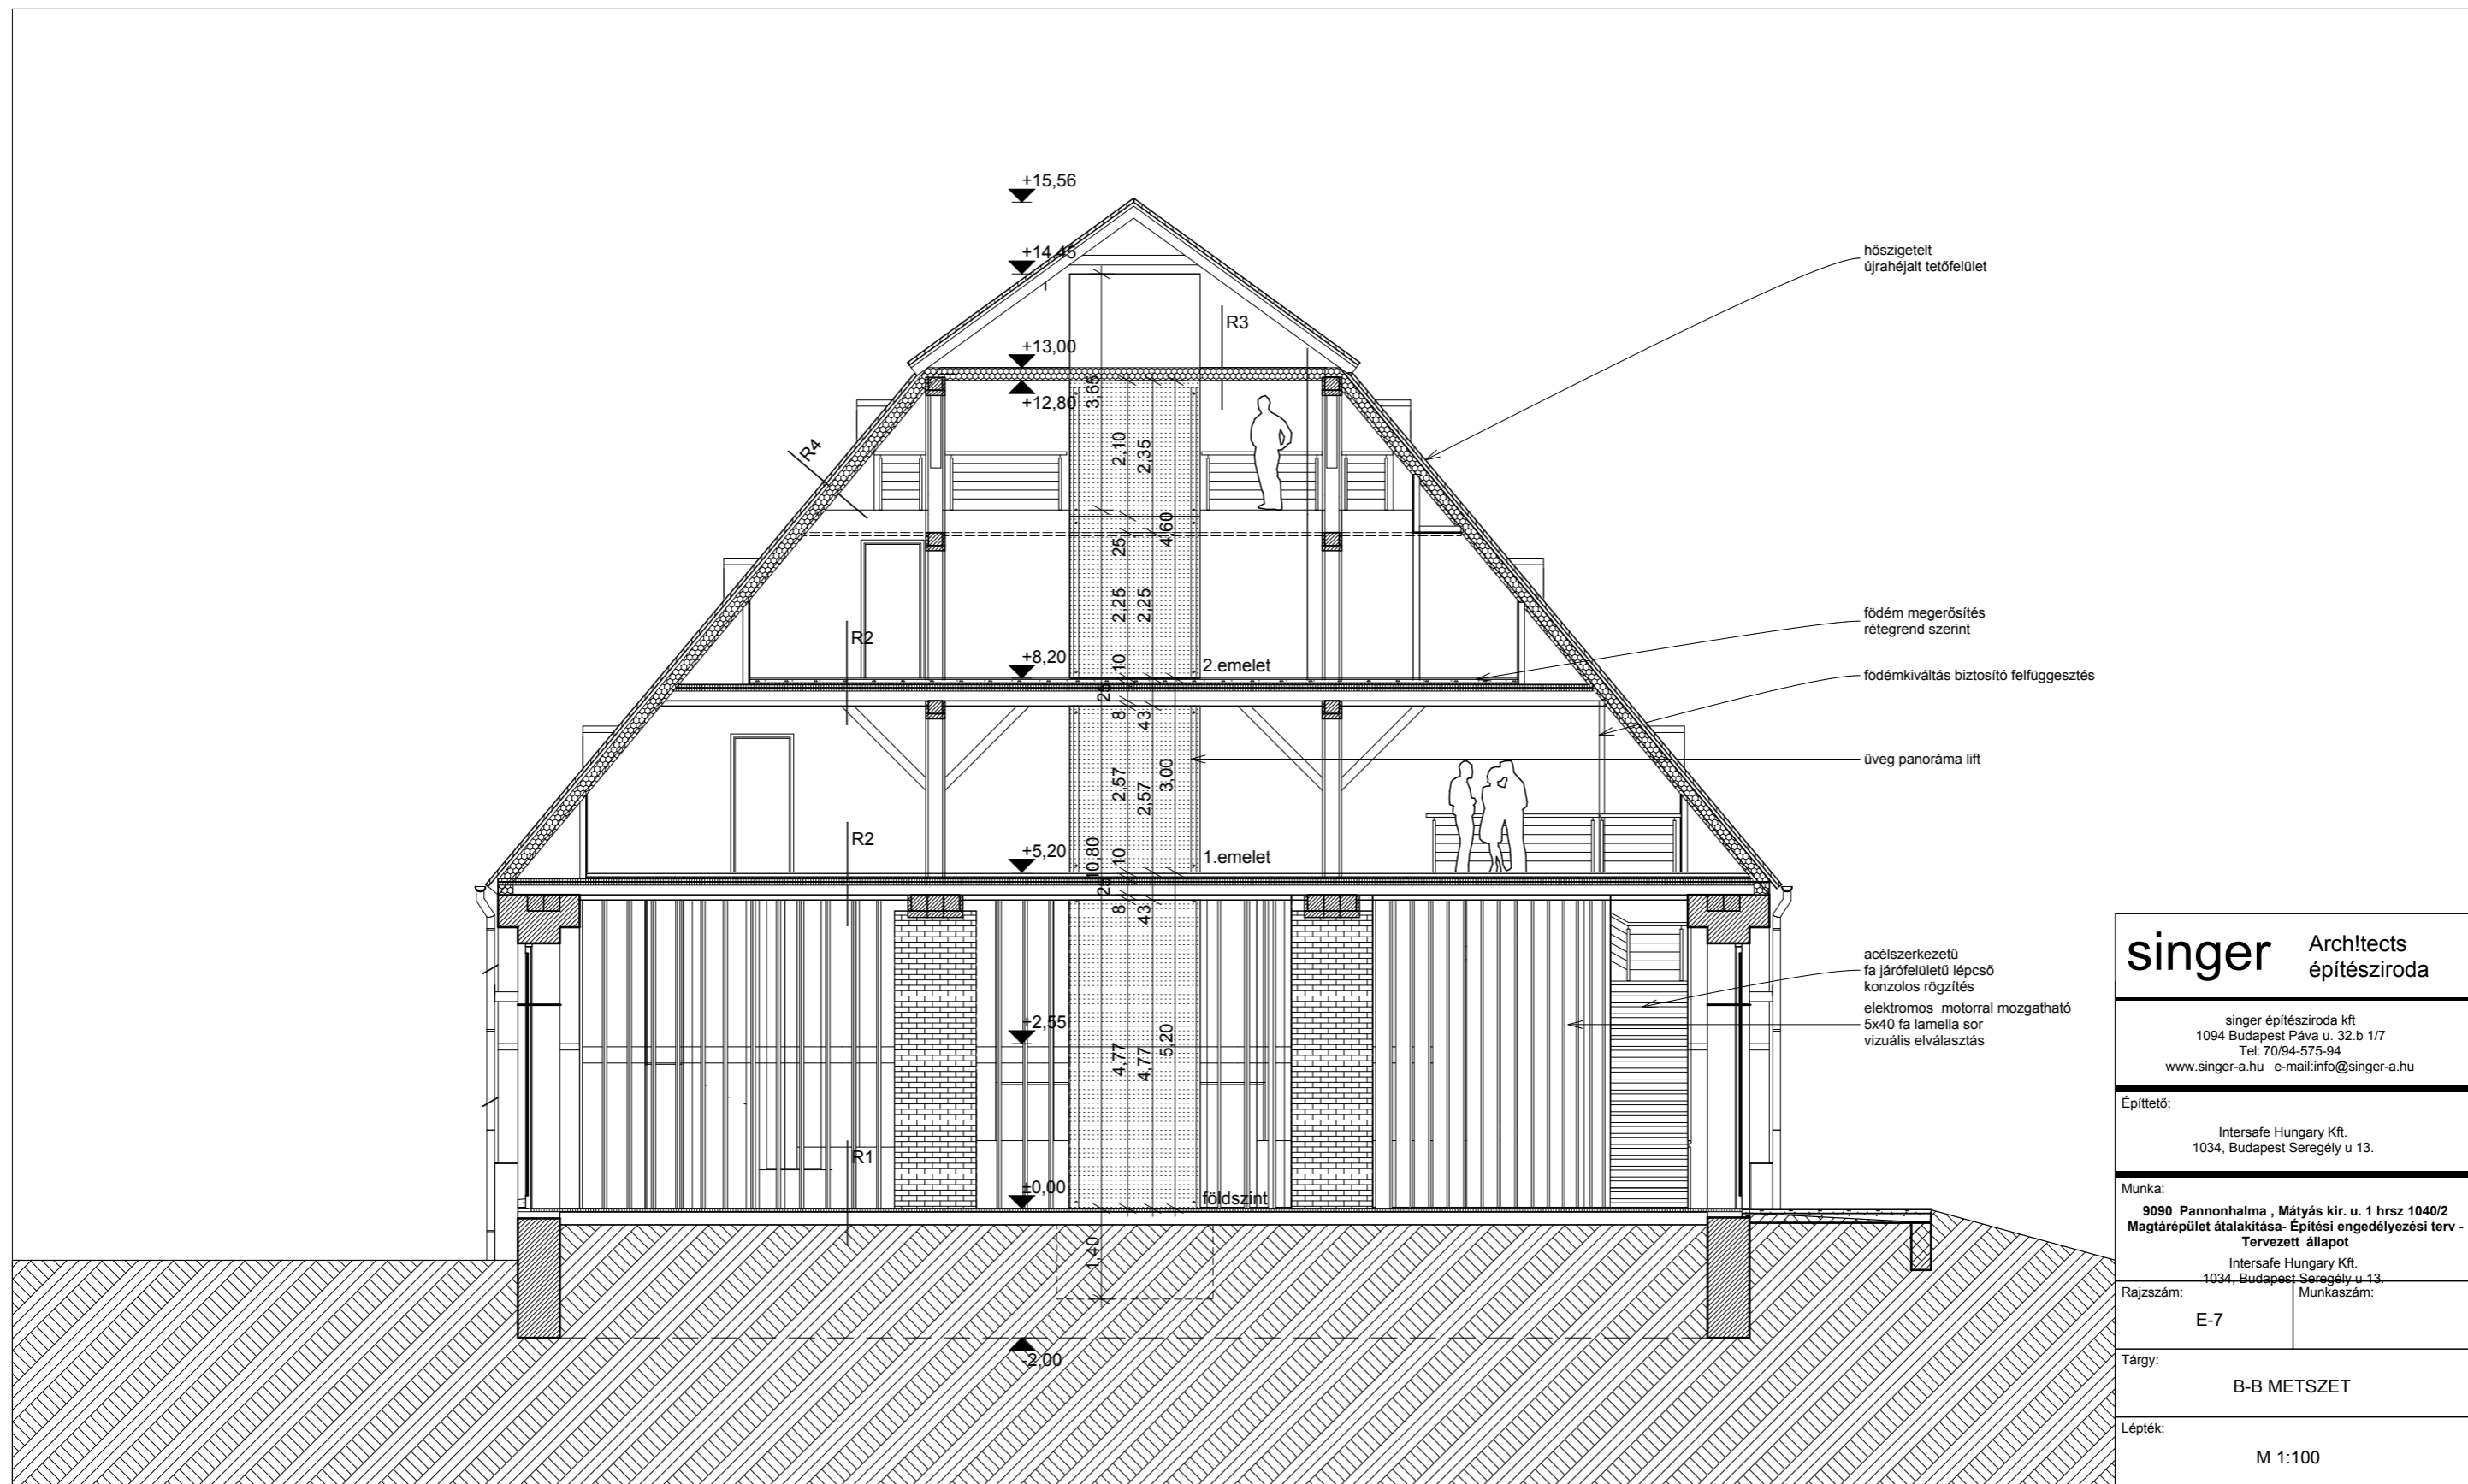 +15,56
+14,45
R3
+13,00
+12,80
3,65
2,10
2,35
R4
4,60
25
2,25
2,25
R2
+8,20
10
2.emelet
25
8
43
2,57
2,57
3,00
R2
+5,20
10,80
10
1.emelet
25
8
43
+2,55
4,77
4,77
5,20
R1
±0,00
földszint
1,40
-2,00
hőszigetelt
újrahéjalt tetőfelület
födém megerősítés
rétegrend szerint
födémkiváltás biztosító felfüggesztés
üveg panoráma lift
acélszerkezetű
fa járófelületű lépcső
konzolos rögzítés
elektromos motorral mozgatható
5x40 fa lamella sor
vizuális elválasztás
singer Arch!tects
építésziroda
singer építésziroda kft
1094 Budapest Páva u. 32.b 1/7
Tel: 70/94-575-94
www.singer-a.hu e-mail:info@singer-a.hu
Építtető:
Intersafe Hungary Kft.
1034, Budapest Seregély u 13.
Munka:
9090 Pannonhalma , Mátyás kir. u. 1 hrsz 1040/2
Magtárépület átalakítása- Építési engedélyezési terv -
Tervezett állapot
Intersafe Hungary Kft.
1034, Budapest Seregély u 13.
Rajzszám: Munkaszám:
E-7
Tárgy:
B-B METSZET
Lépték:
M 1:100